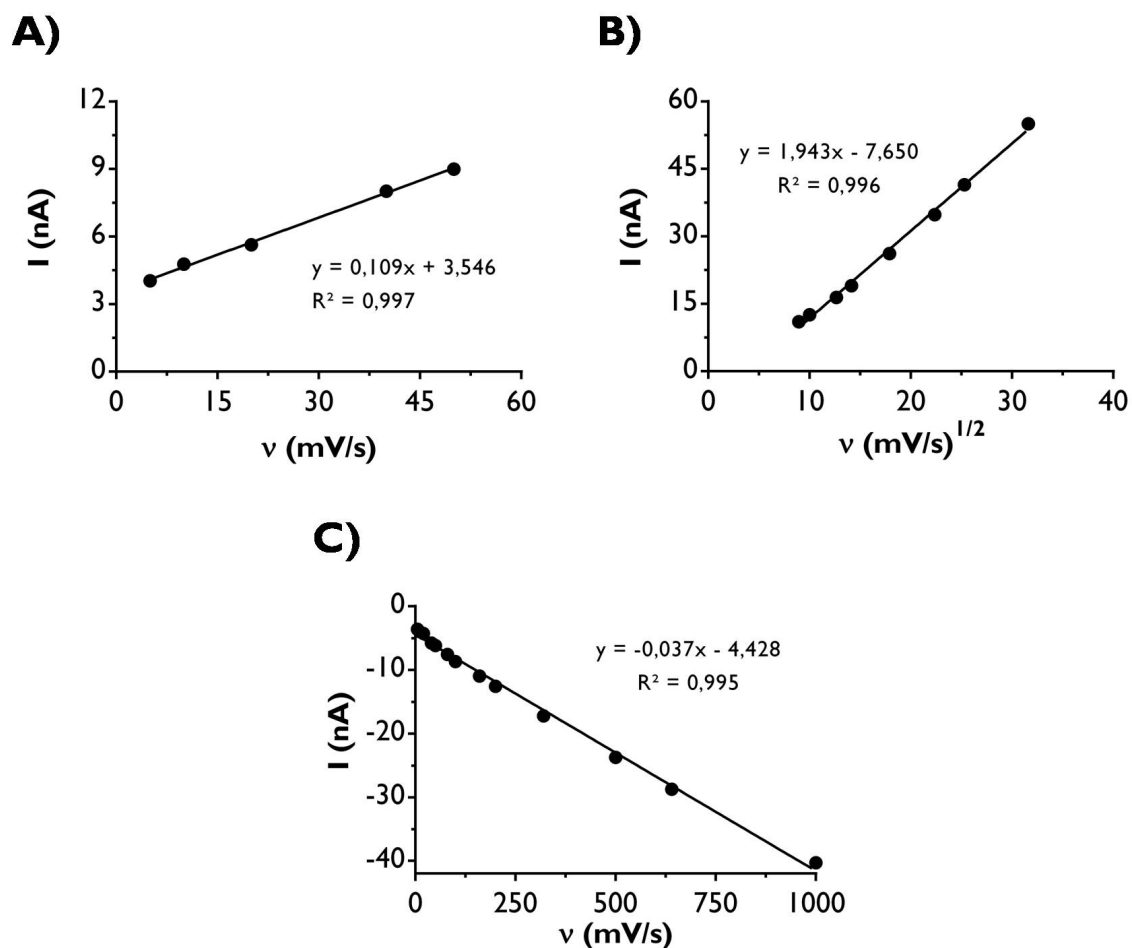 A)
12
9
6
3
0
I (nA)
y = 0,109x + 3,546
R² = 0,997
0 15 30 45 60
ν (mV/s)
B)
60
45
30
15
0
I (nA)
y = 1,943x - 7,650
R² = 0,996
0 10 20 30 40
ν (mV/s)^1/2
C)
0
-10
-20
-30
-40
I (nA)
y = -0,037x - 4,428
R² = 0,995
0 250 500 750 1000
ν (mV/s)